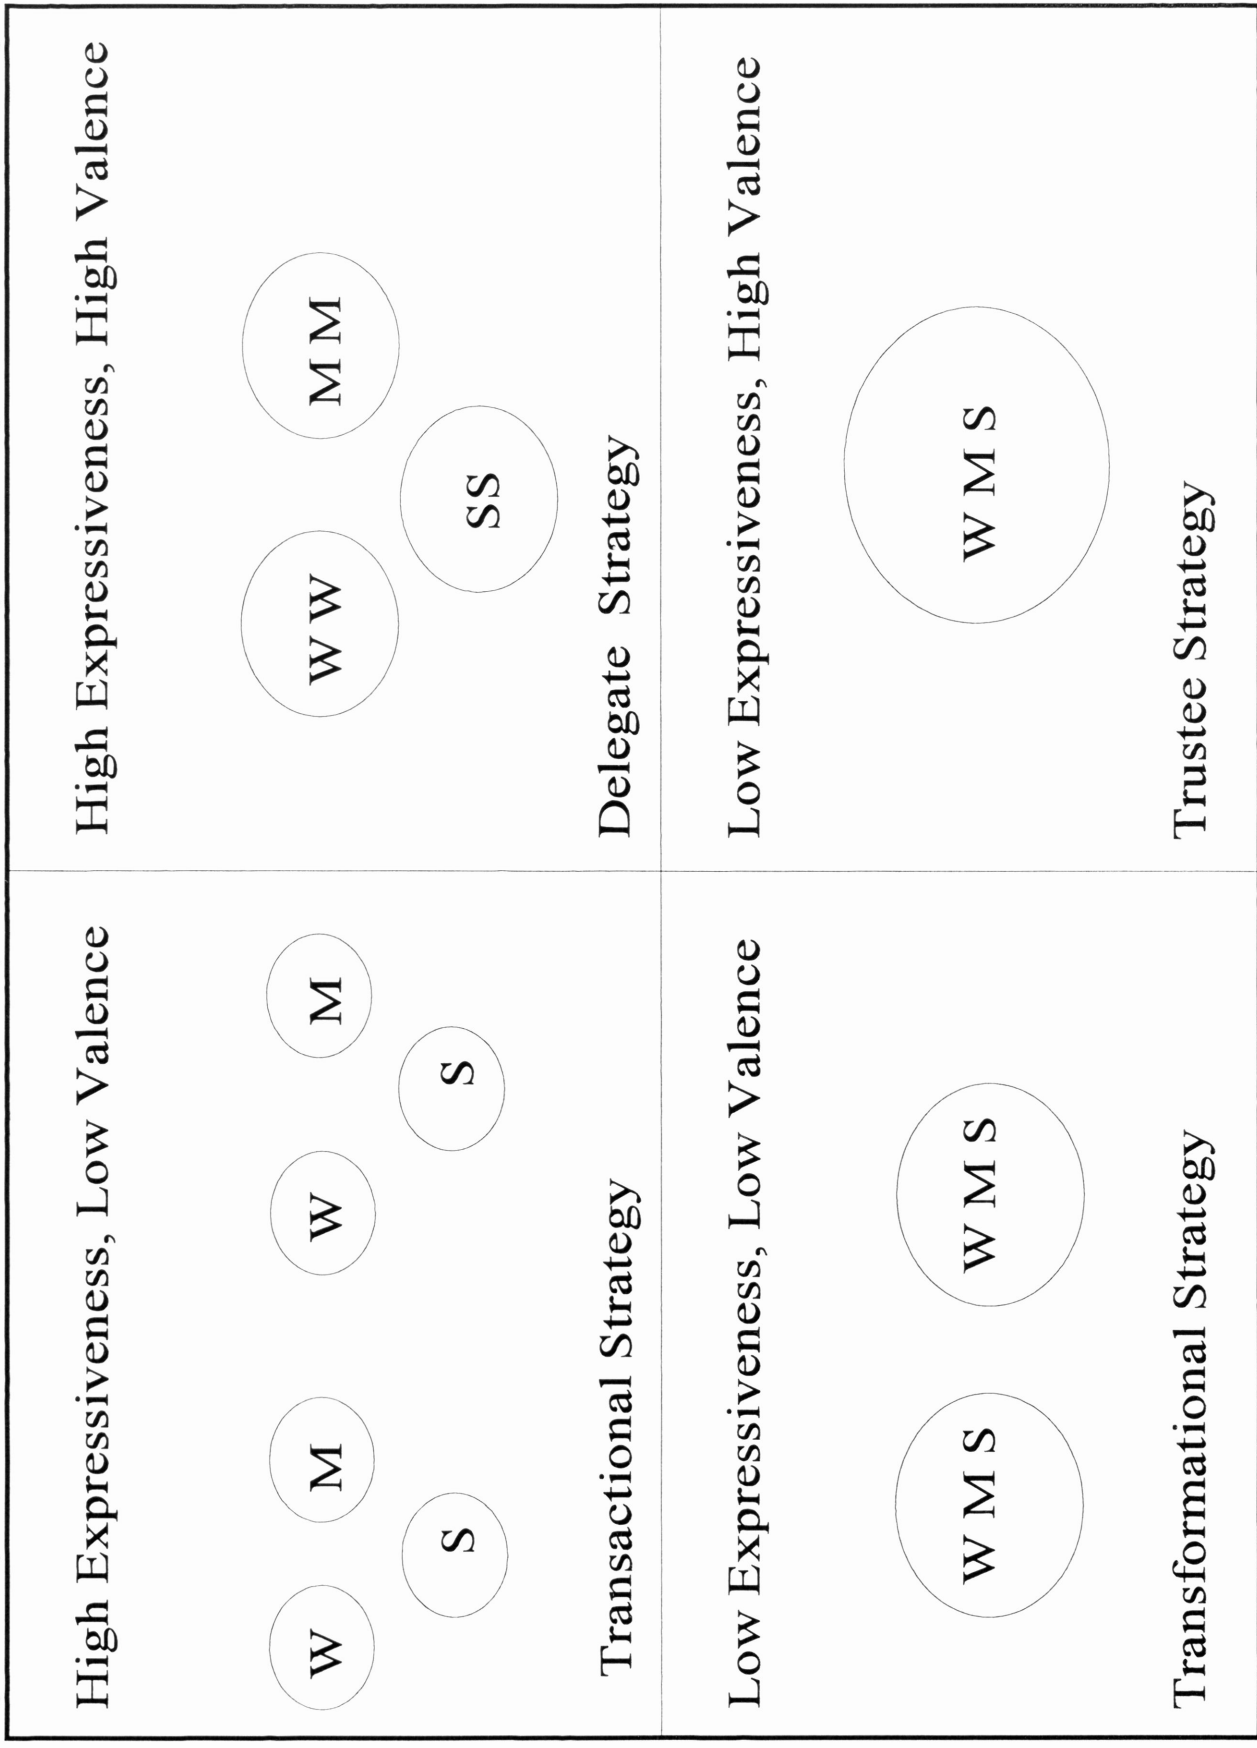 High Expressiveness, Low Valence
W M W M
S S
Transactional Strategy
High Expressiveness, High Valence
W W M M
SS
Delegate Strategy
Low Expressiveness, Low Valence
W M S W M S
Transformational Strategy
Low Expressiveness, High Valence
W M S
Trustee Strategy